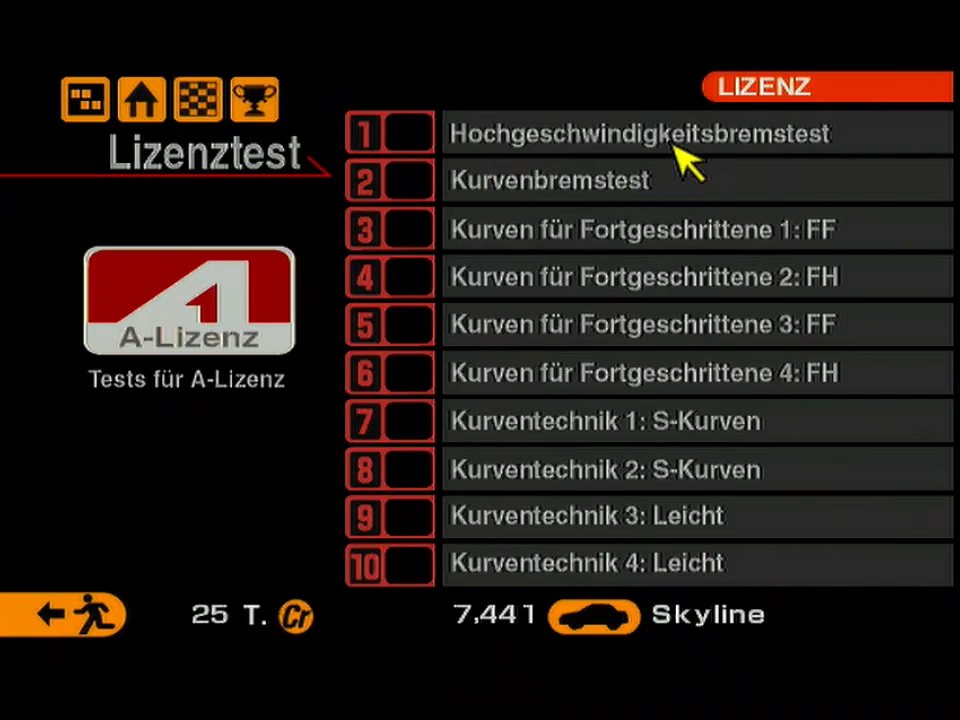 LIZENZ
Lizenztest
A-Lizenz
Tests für A-Lizenz
1 Hochgeschwindigkeitsbremstest
2 Kurvenbremstest
3 Kurven für Fortgeschrittene 1: FF
4 Kurven für Fortgeschrittene 2: FH
5 Kurven für Fortgeschrittene 3: FF
6 Kurven für Fortgeschrittene 4: FH
7 Kurventechnik 1: S-Kurven
8 Kurventechnik 2: S-Kurven
9 Kurventechnik 3: Leicht
10 Kurventechnik 4: Leicht
25 T. Cr 7,441 Skyline